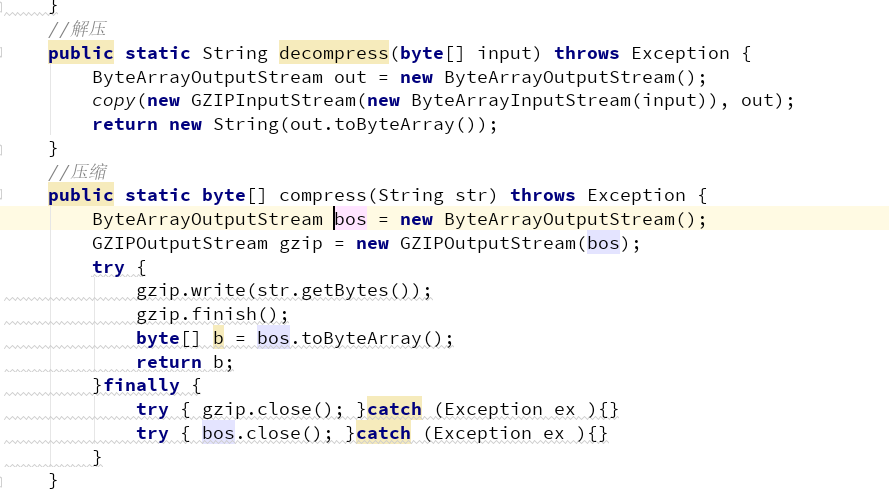 }
//解压
public static String decompress(byte[] input) throws Exception {
ByteArrayOutputStream out = new ByteArrayOutputStream();
copy(new GZIPInputStream(new ByteArrayInputStream(input)), out);
return new String(out.toByteArray());
}
//压缩
public static byte[] compress(String str) throws Exception {
ByteArrayOutputStream bos = new ByteArrayOutputStream();
GZIPOutputStream gzip = new GZIPOutputStream(bos);
try {
gzip.write(str.getBytes());
gzip.finish();
byte[] b = bos.toByteArray();
return b;
}finally {
try { gzip.close(); }catch (Exception ex ){}
try { bos.close(); }catch (Exception ex ){}
}
}